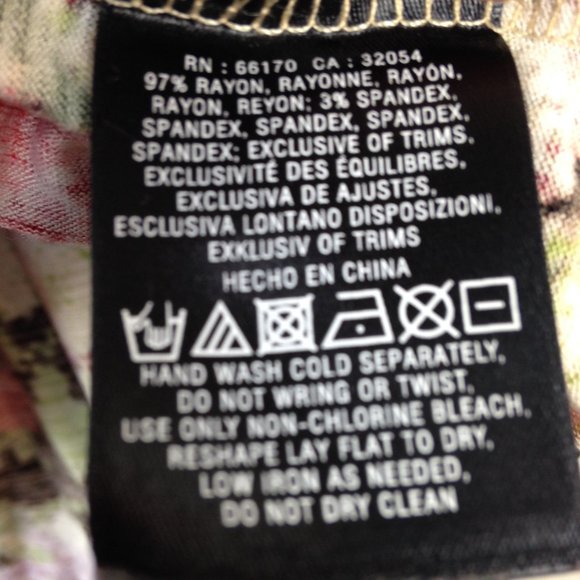 RN : 66170 CA : 32054
97% RAYON, RAYONNE, RAYÓN,
RAYON, REYON; 3% SPANDEX,
SPANDEX, SPANDEX, SPANDEX,
SPANDEX; EXCLUSIVE OF TRIMS.
EXCLUSIVITÉ DES ÉQUILIBRES.
EXCLUSIVA DE AJUSTES.
ESCLUSIVA LONTANO DISPOSIZIONI.
EXKLUSIV OF TRIMS
HECHO EN CHINA
HAND WASH COLD SEPARATELY.
DO NOT WRING OR TWIST.
USE ONLY NON-CHLORINE BLEACH.
RESHAPE LAY FLAT TO DRY.
LOW IRON AS NEEDED.
DO NOT DRY CLEAN